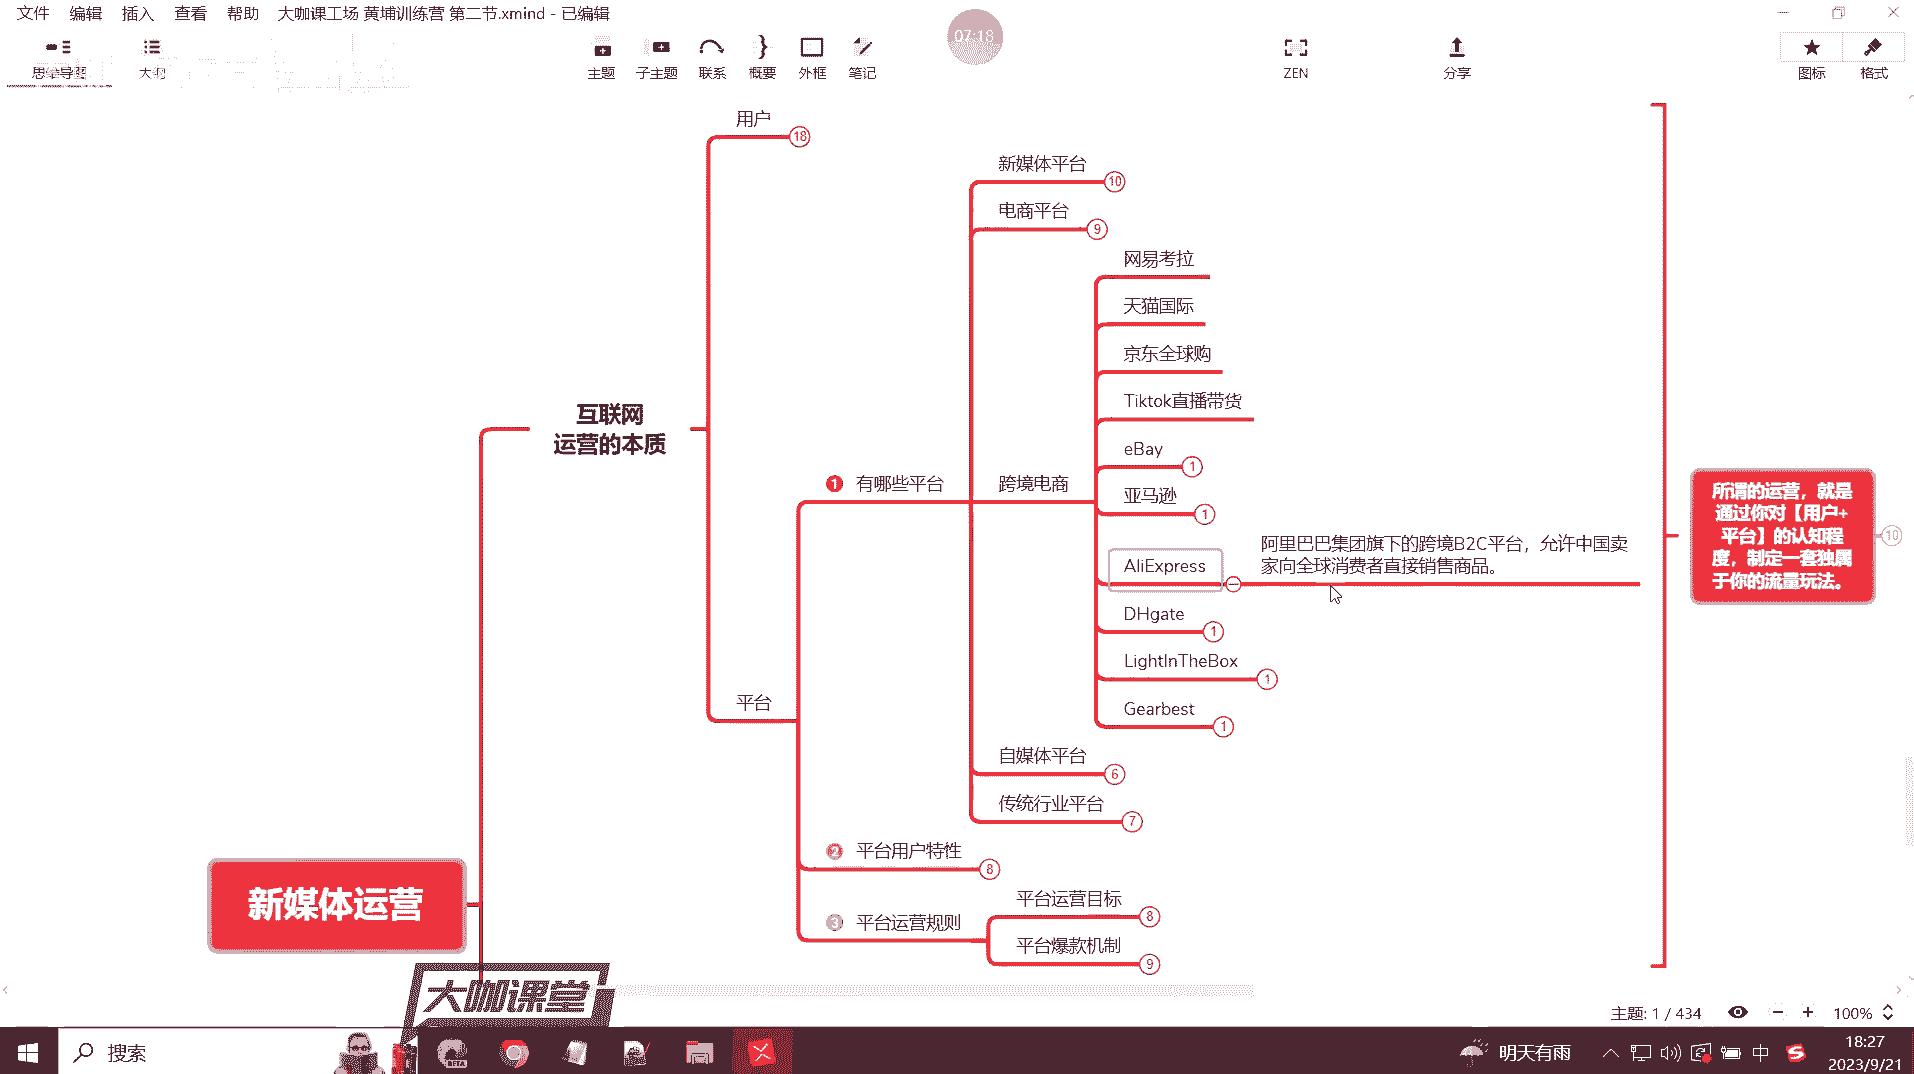 文件 编辑 插入 查看 帮助 大咖课工场 黄埔训练营 第二节.xmind - 已编辑
07:18
思维导图 大纲 主题 子主题 联系 概要 外框 笔记 ZEN 分享 图标 格式
用户 18
新媒体平台 10
电商平台 9
网易考拉
天猫国际
京东全球购
Tiktok直播带货
互联网
运营的本质
eBay 1
1 有哪些平台
跨境电商
亚马逊 1
AliExpress
阿里巴巴集团旗下的跨境B2C平台，允许中国卖
家向全球消费者直接销售商品。
DHgate 1
LightInTheBox 1
Gearbest 1
平台
自媒体平台 6
传统行业平台 7
2 平台用户特性 8
3 平台运营规则
平台运营目标 8
平台爆款机制 9
所谓的运营，就是
通过你对【用户+
平台】的认知程
度，制定一套独属
于你的流量玩法。
10
新媒体运营
大咖课堂
主题: 1 / 434 100%
搜索
BETA
明天有雨
中
18:27
2023/9/21